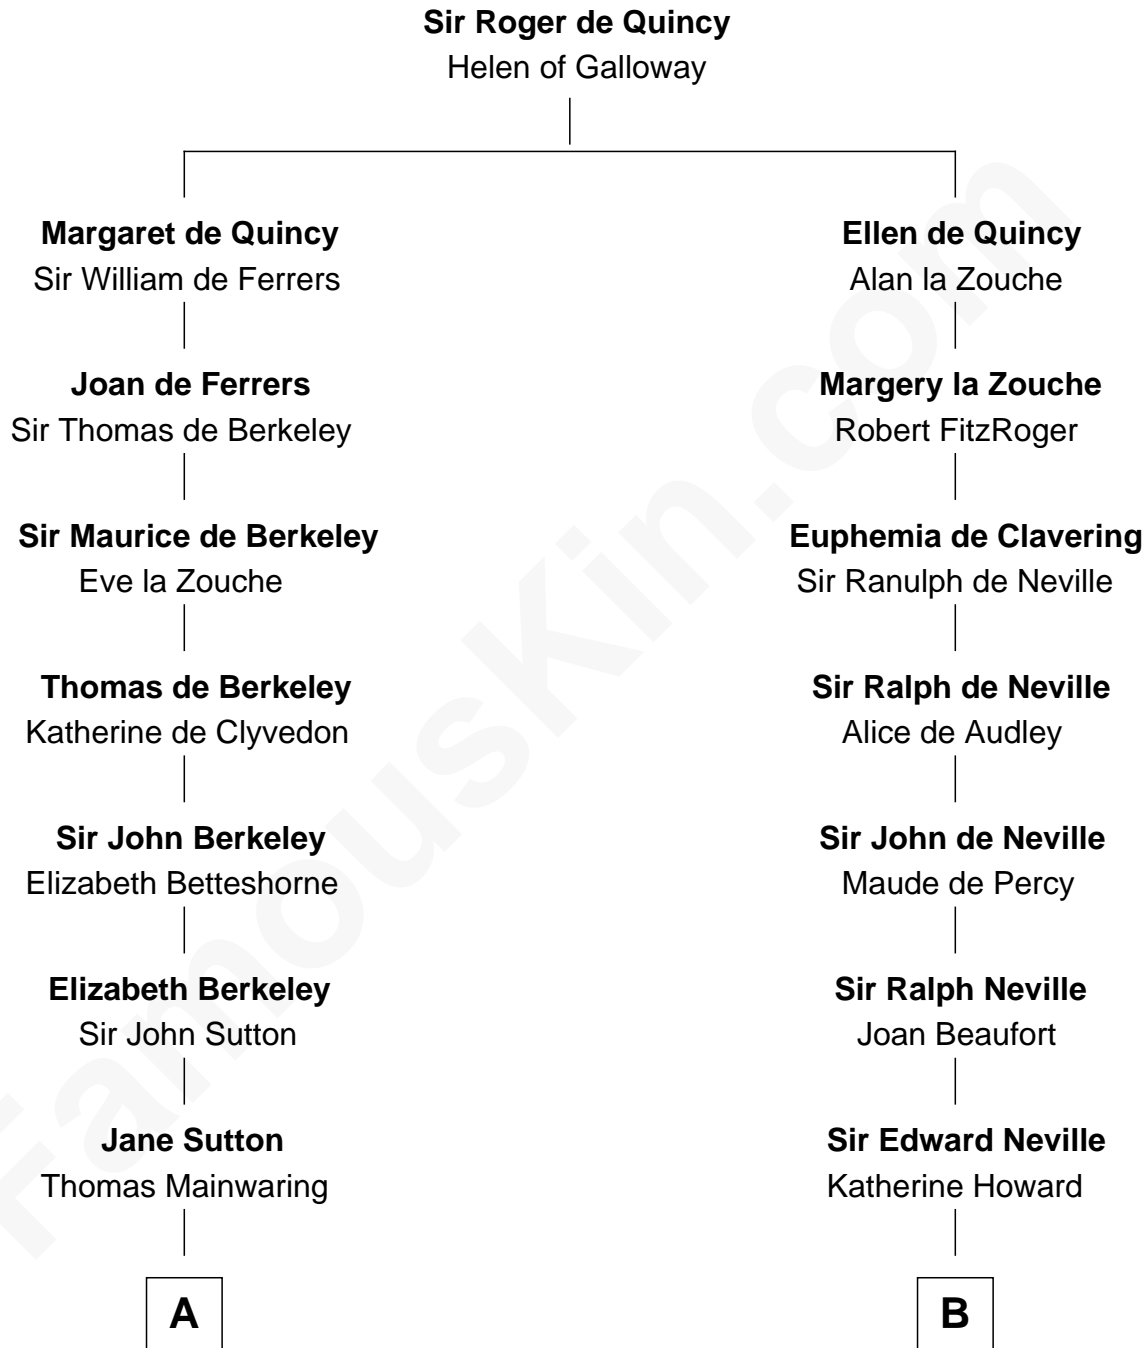 Sir Roger de Quincy
Helen of Galloway
Margaret de Quincy
Sir William de Ferrers
Ellen de Quincy
Alan la Zouche
Joan de Ferrers
Sir Thomas de Berkeley
Margery la Zouche
Robert FitzRoger
Sir Maurice de Berkeley
Eve la Zouche
Euphemia de Clavering
Sir Ranulph de Neville
Thomas de Berkeley
Katherine de Clyvedon
Sir Ralph de Neville
Alice de Audley
Sir John Berkeley
Elizabeth Betteshorne
Sir John de Neville
Maude de Percy
Elizabeth Berkeley
Sir John Sutton
Sir Ralph Neville
Joan Beaufort
Jane Sutton
Thomas Mainwaring
Sir Edward Neville
Katherine Howard
A
B
FamousKin.com